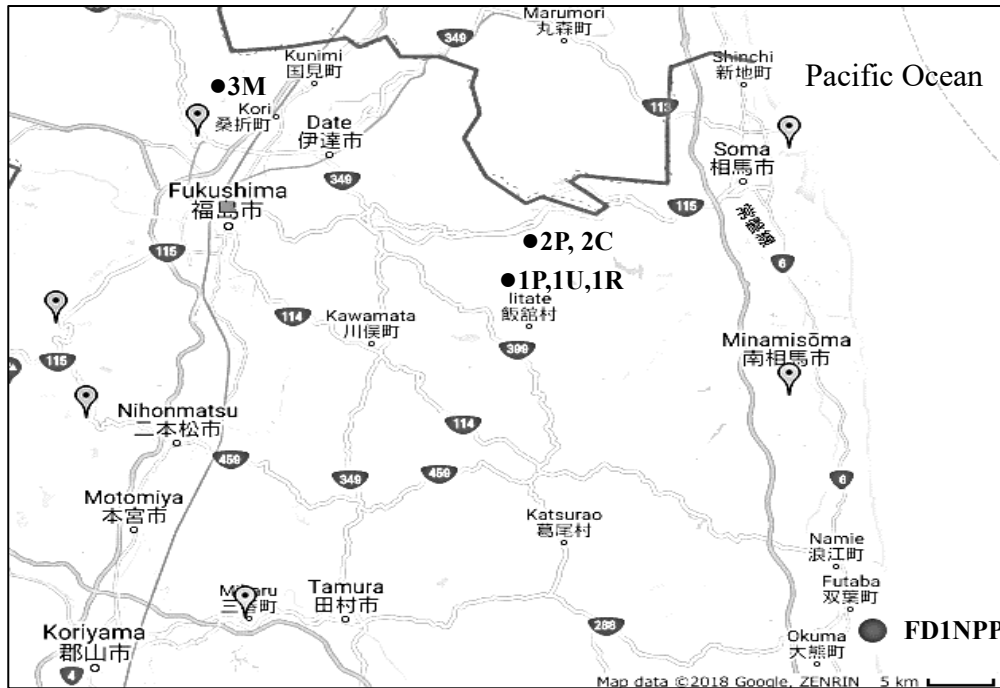 Marumori
丸森町
349
Kunimi
国見町
Shinchi
新地町
Pacific Ocean
3M
Kori
桑折町
113
Date
伊達市
Soma
相馬市
349
Fukushima
福島市
115
常磐線
115
2P, 2C
6
1P,1U,1R
Iitate
飯舘村
114
Kawamata
川俣町
399
Minamisōma
南相馬市
115
Nihonmatsu
二本松市
114
459
349
459
6
Motomiya
本宮市
Katsurao
葛尾村
Namie
浪江町
Futaba
双葉町
Tamura
田村市
288
FD1NPP
Koriyama
郡山市
4
Okuma
大熊町
Map data ©2018 Google, ZENRIN 5 km